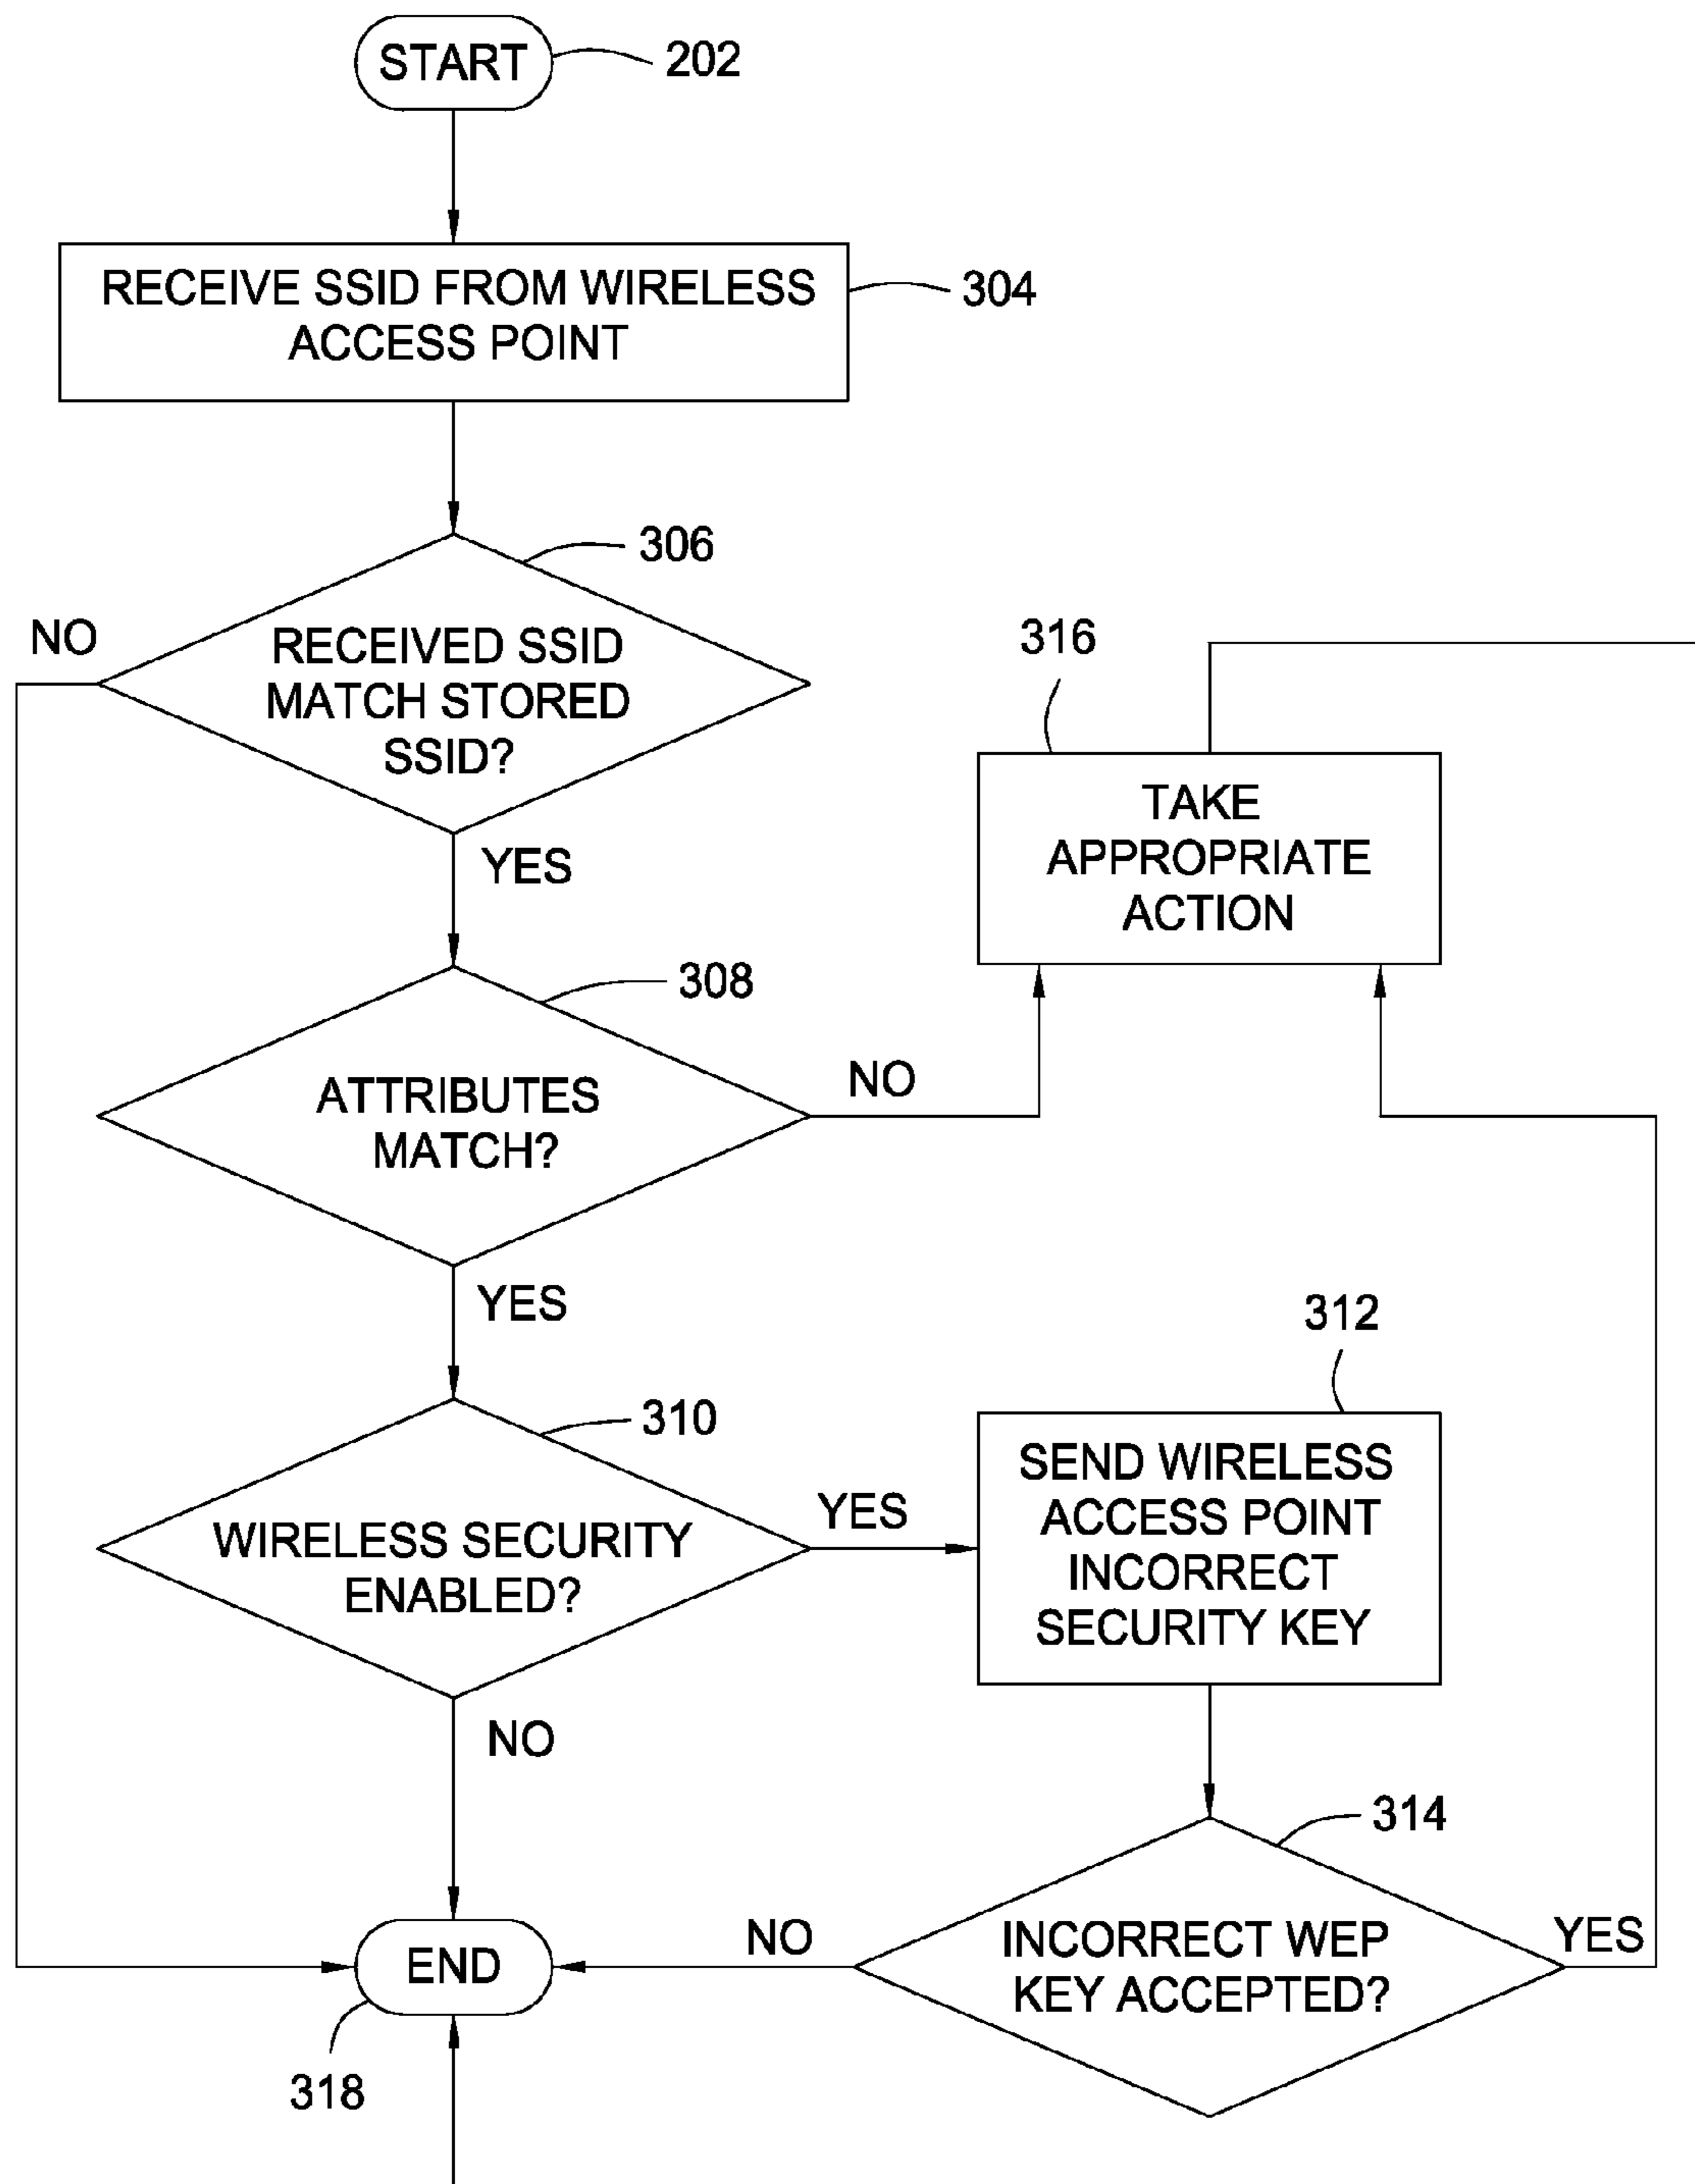 START
202
RECEIVE SSID FROM WIRELESS
ACCESS POINT
304
306
NO
RECEIVED SSID
MATCH STORED
SSID?
YES
316
TAKE
APPROPRIATE
ACTION
308
ATTRIBUTES
MATCH?
NO
YES
310
WIRELESS SECURITY
ENABLED?
YES
312
SEND WIRELESS
ACCESS POINT
INCORRECT
SECURITY KEY
NO
314
INCORRECT WEP
KEY ACCEPTED?
YES
NO
END
318